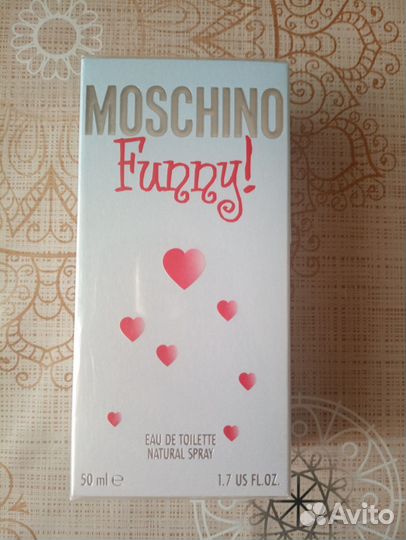 MOSCHINO
Funny!
EAU DE TOILETTE
NATURAL SPRAY
50 ml ℮ 1.7 US FL.OZ.
Avito